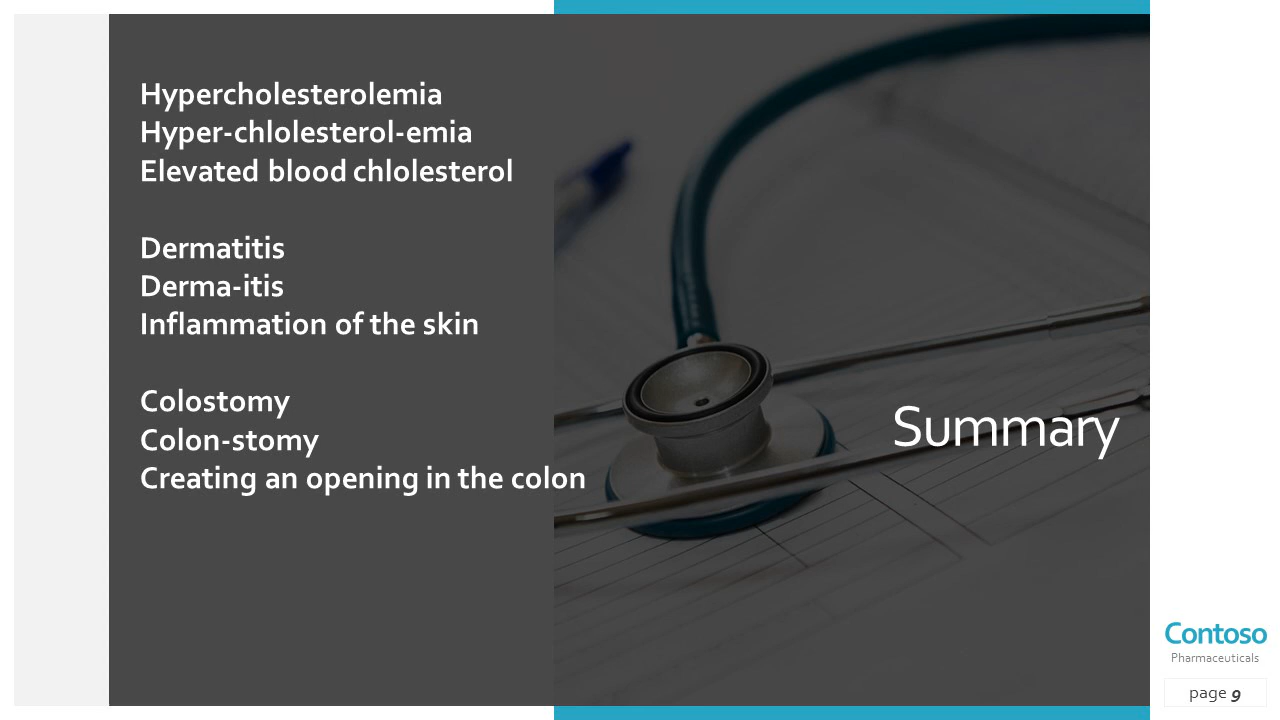 Hypercholesterolemia
Hyper-chlolesterol-emia
Elevated blood chlolesterol
Dermatitis
Derma-itis
Inflammation of the skin
Colostomy
Colon-stomy
Creating an opening in the colon
Summary
Contoso
Pharmaceuticals
page 9